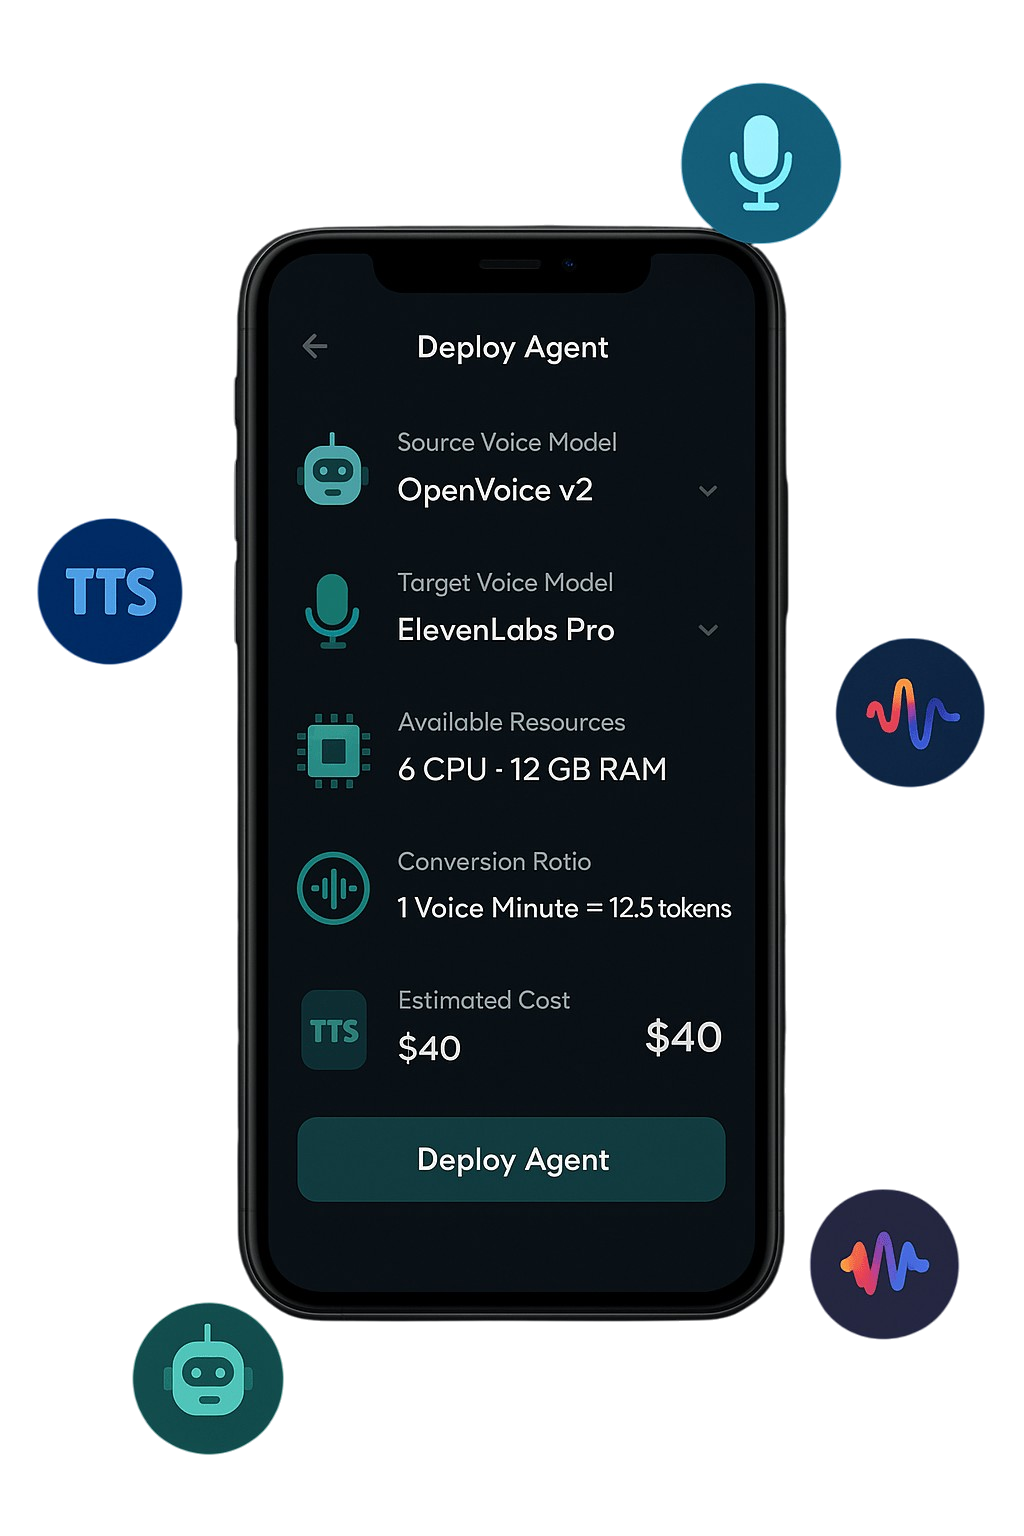 Deploy Agent
Source Voice Model
OpenVoice v2
TTS
Target Voice Model
ElevenLabs Pro
Available Resources
6 CPU - 12 GB RAM
Conversion Rotio
1 Voice Minute = 12.5 tokens
Estimated Cost
TTS
$40
$40
Deploy Agent